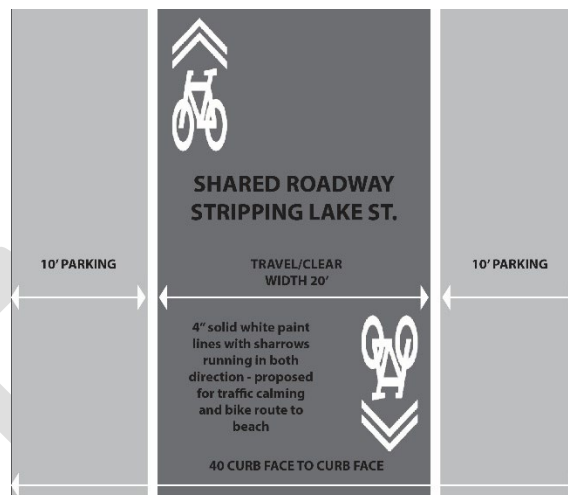 SHARED ROADWAY
STRIPPING LAKE ST.
10' PARKING
TRAVEL/CLEAR
WIDTH 20'
10' PARKING
4" solid white paint
lines with sharrows
running in both
direction - proposed
for traffic calming
and bike route to
beach
40 CURB FACE TO CURB FACE